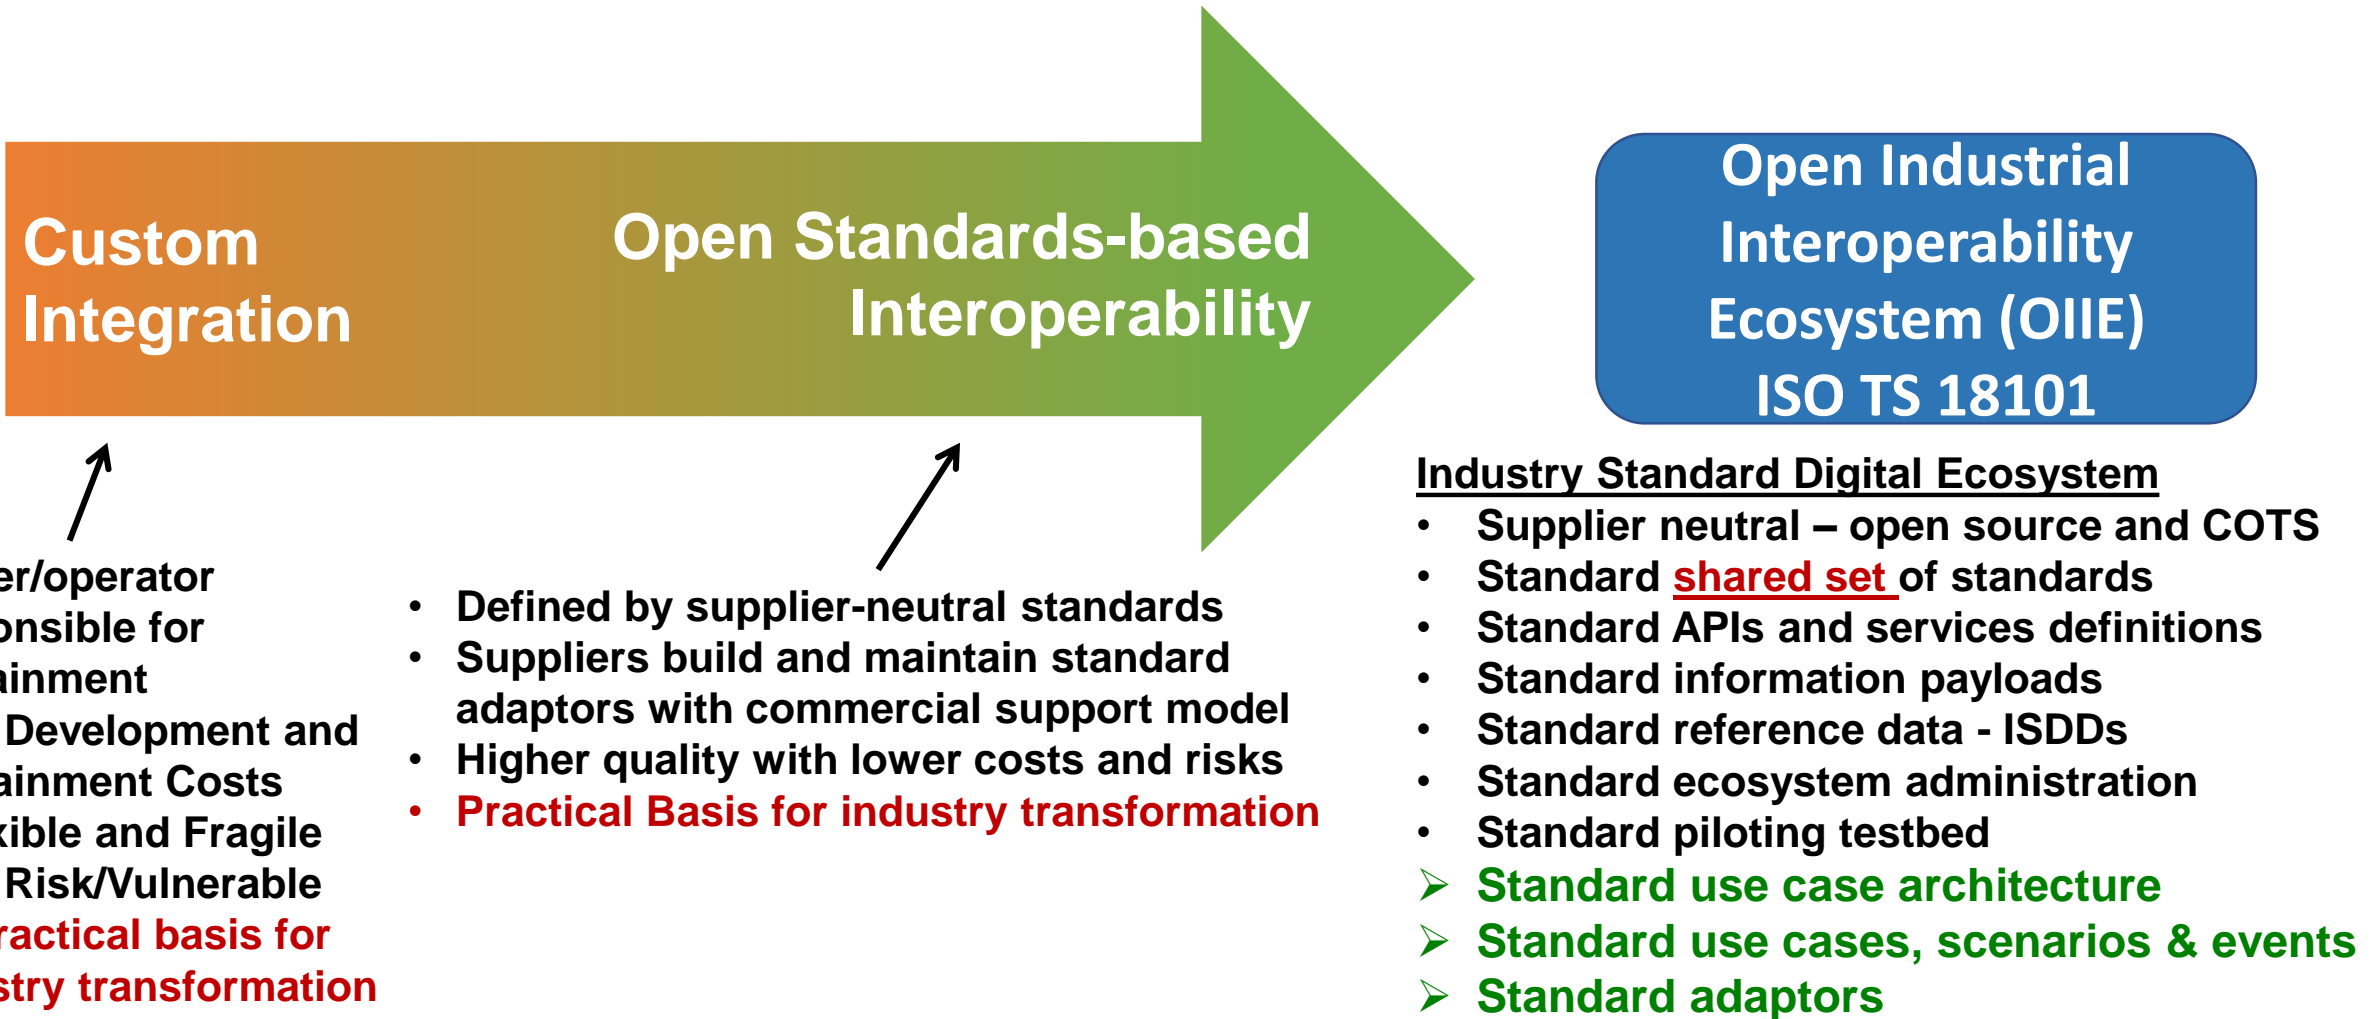 Custom
Integration
Open Standards-based
Interoperability
Open Industrial
Interoperability
Ecosystem (OIIE)
ISO TS 18101
er/operator
onsible for
ainment
Development and
ainment Costs
xible and Fragile
Risk/Vulnerable
ractical basis for
stry transformation
• Defined by supplier-neutral standards
• Suppliers build and maintain standard
adaptors with commercial support model
• Higher quality with lower costs and risks
• Practical Basis for industry transformation
Industry Standard Digital Ecosystem
• Supplier neutral – open source and COTS
• Standard shared set of standards
• Standard APIs and services definitions
• Standard information payloads
• Standard reference data - ISDDs
• Standard ecosystem administration
• Standard piloting testbed
➢ Standard use case architecture
➢ Standard use cases, scenarios & events
➢ Standard adaptors